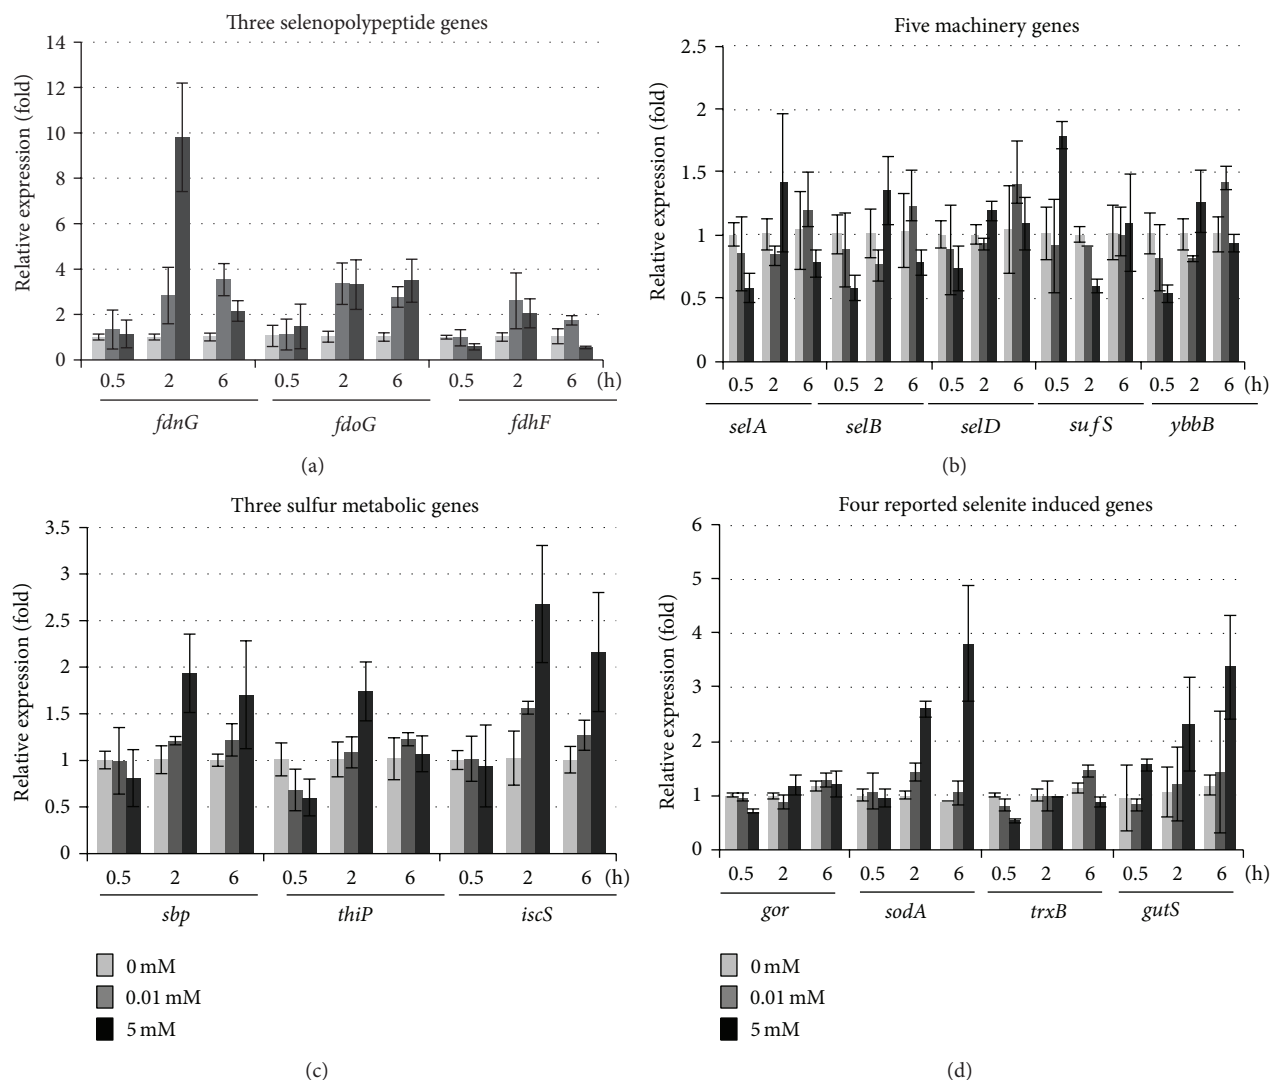 Three selenopolypeptide genes
Relative expression (fold)
14
12
10
8
6
4
2
0
0.5 2 6 0.5 2 6 0.5 2 6 (h)
fdnG fdoG fdhF
(a)
Five machinery genes
Relative expression (fold)
2.5
2
1.5
1
0.5
0
0.5 2 6 0.5 2 6 0.5 2 6 0.5 2 6 0.5 2 6 (h)
selA selB selD sufS ybbB
(b)
Three sulfur metabolic genes
Relative expression (fold)
3.5
3
2.5
2
1.5
1
0.5
0
0.5 2 6 0.5 2 6 0.5 2 6 (h)
sbp thiP iscS
0 mM
0.01 mM
5 mM
(c)
Four reported selenite induced genes
Relative expression (fold)
6
5
4
3
2
1
0
0.5 2 6 0.5 2 6 0.5 2 6 0.5 2 6 (h)
gor sodA trxB gutS
0 mM
0.01 mM
5 mM
(d)